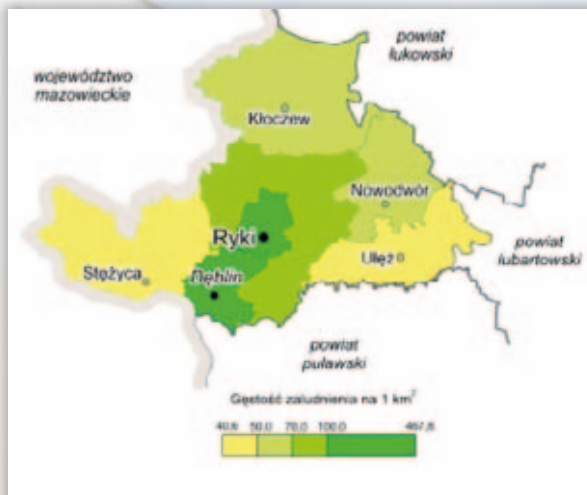 powiat
łukowski
województwo
mazowieckie
Kłoczew
Nowodwór
Ryki
powiat
lubartowski
Ułęż
Stężyca
Dęblin
powiat
puławski
Gęstość zaludnienia na 1 km²
40,6 50,0 70,0 100,0 467,8